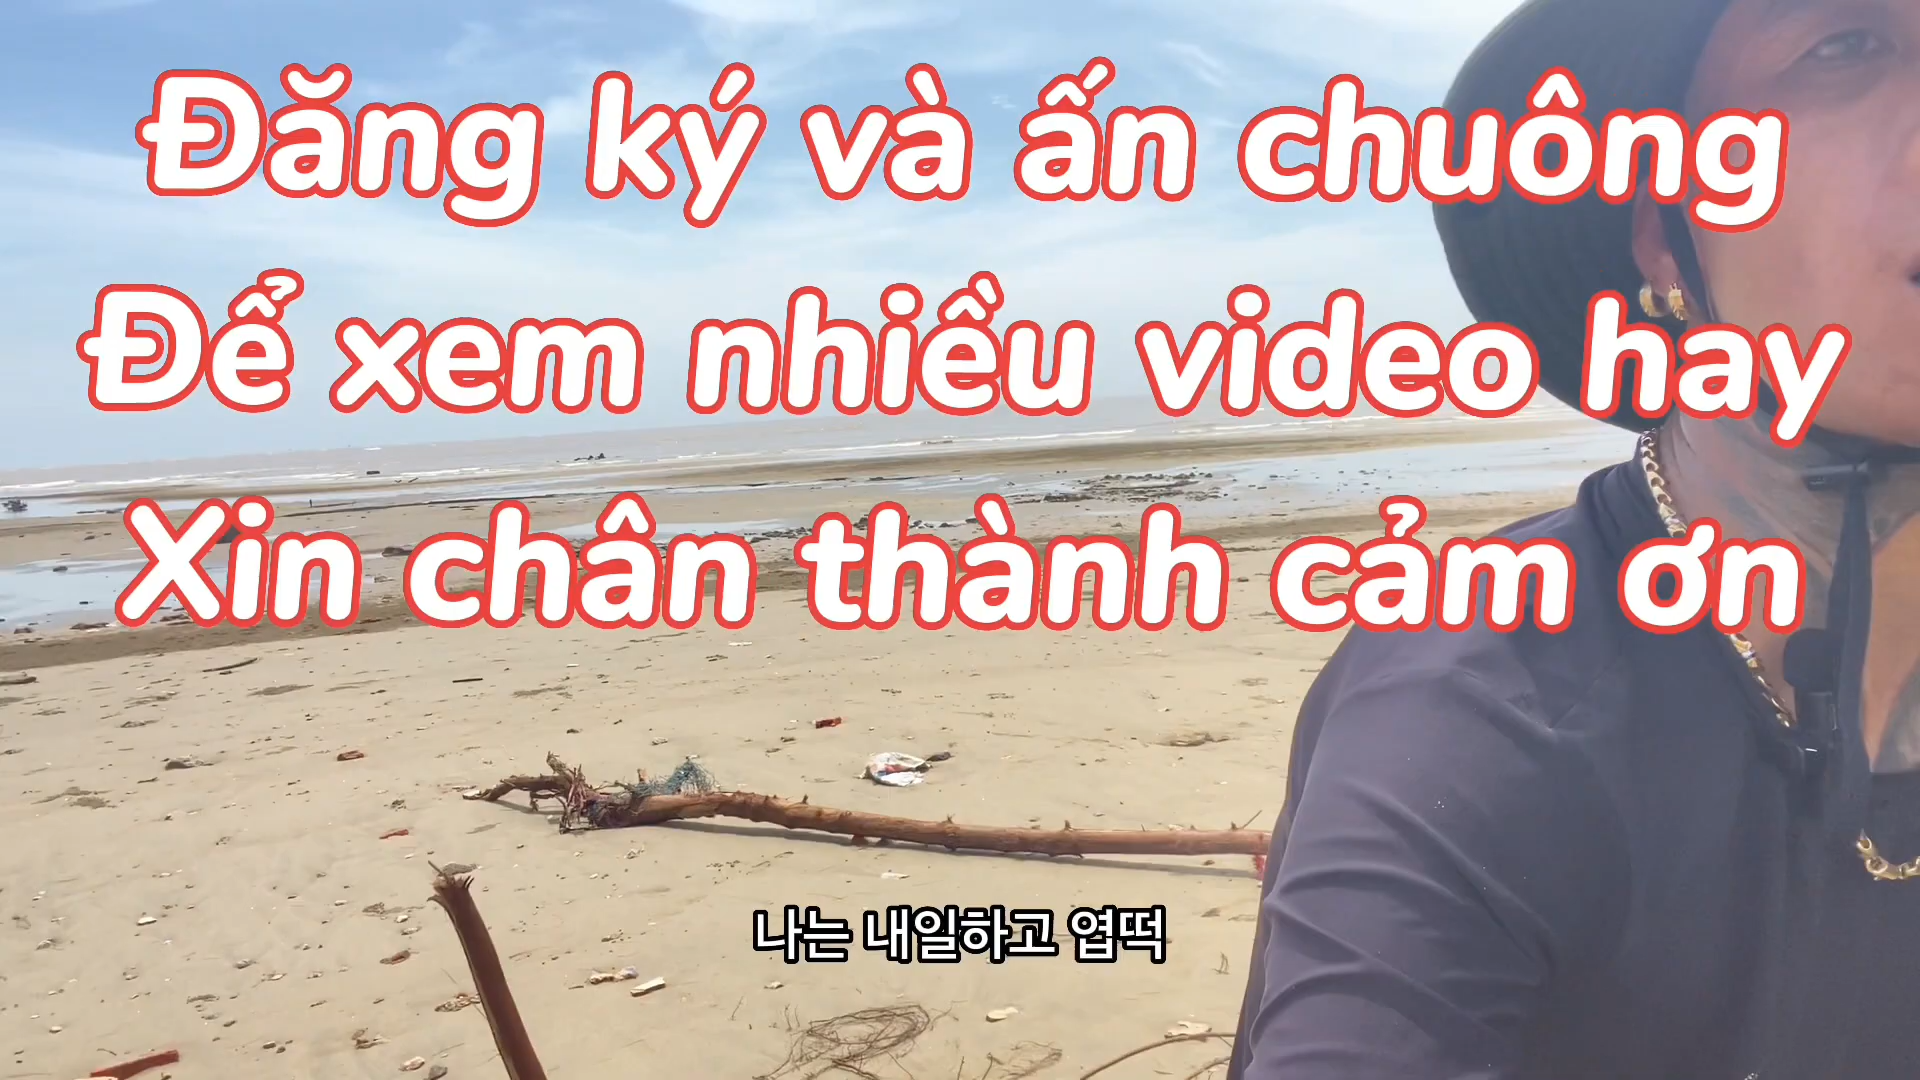 Đăng ký và ấn chuông
Để xem nhiều video hay
Xin chân thành cảm ơn
나는 내일하고 엽떡